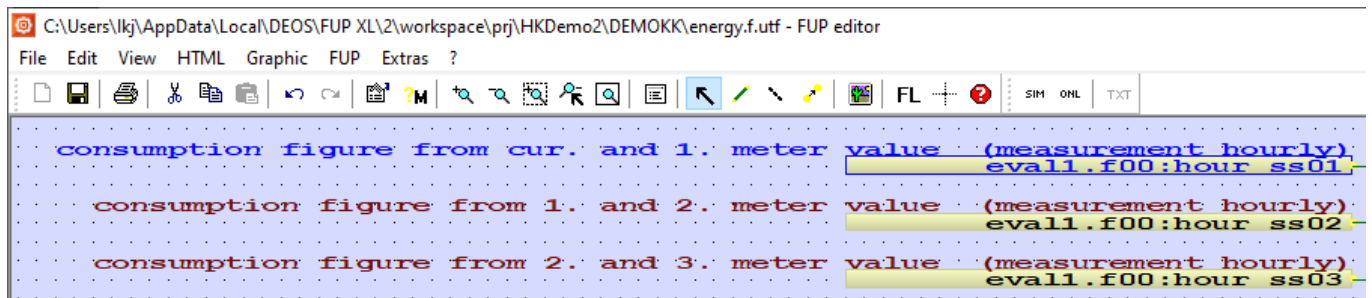 C:\Users\lkj\AppData\Local\DEOS\FUP XL\2\workspace\prj\HKDemo2\DEMOKK\energy.f.utf - FUP editor
File Edit View HTML Graphic FUP Extras ?
?M FL SIM ONL TXT
consumption figure from cur. and 1. meter value (measurement hourly)
eval1.f00:hour ss01
consumption figure from 1. and 2. meter value (measurement hourly)
eval1.f00:hour ss02
consumption figure from 2. and 3. meter value (measurement hourly)
eval1.f00:hour ss03